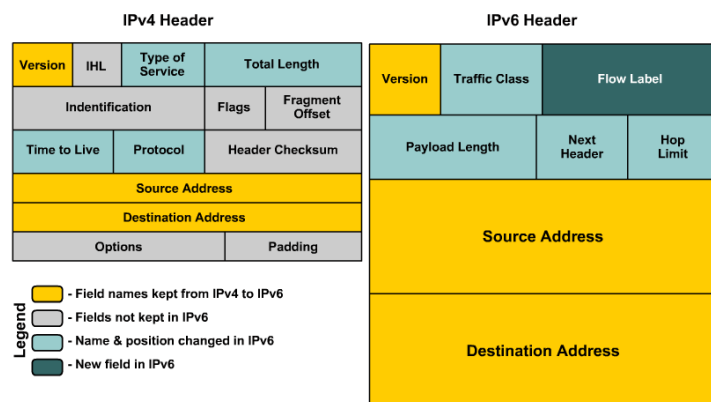 IPv4 Header
Version
IHL
Type of
Service
Total Length
Indentification
Flags
Fragment
Offset
Time to Live
Protocol
Header Checksum
Source Address
Destination Address
Options
Padding
Legend
- Field names kept from IPv4 to IPv6
- Fields not kept in IPv6
- Name & position changed in IPv6
- New field in IPv6
IPv6 Header
Version
Traffic Class
Flow Label
Payload Length
Next
Header
Hop
Limit
Source Address
Destination Address